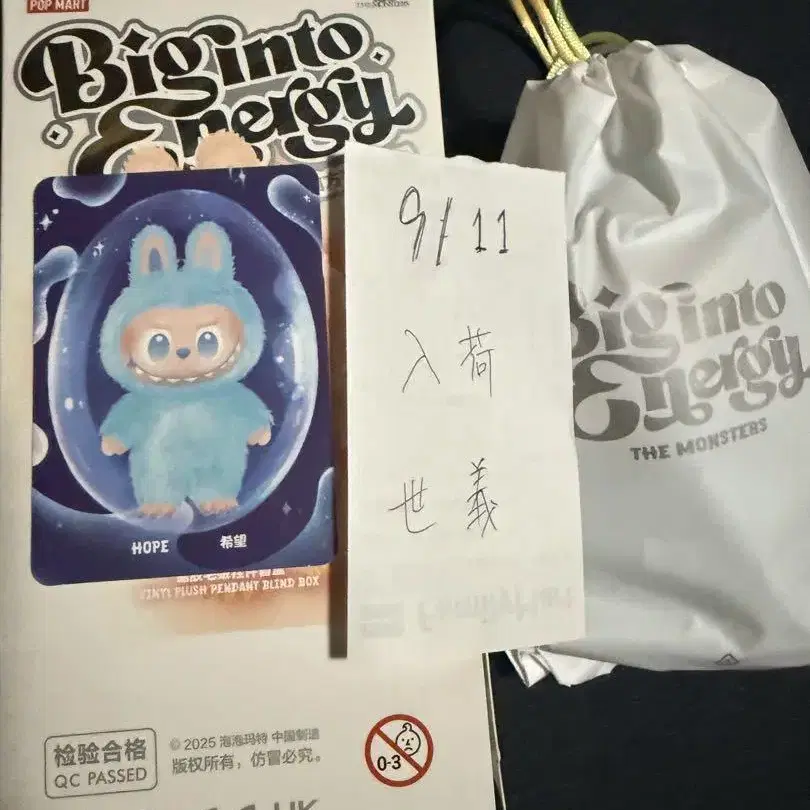 POP MART
THE MONSTERS
Big into
Energy
HOPE 希望
VINYL PLUSH PENDANT BLIND BOX
检验合格
QC PASSED
© 2025 泡泡玛特 中国制造
版权所有，仿冒必究。
0-3
9/11
入荷
世義
FamilyMart
Big into
Energy
THE MONSTERS